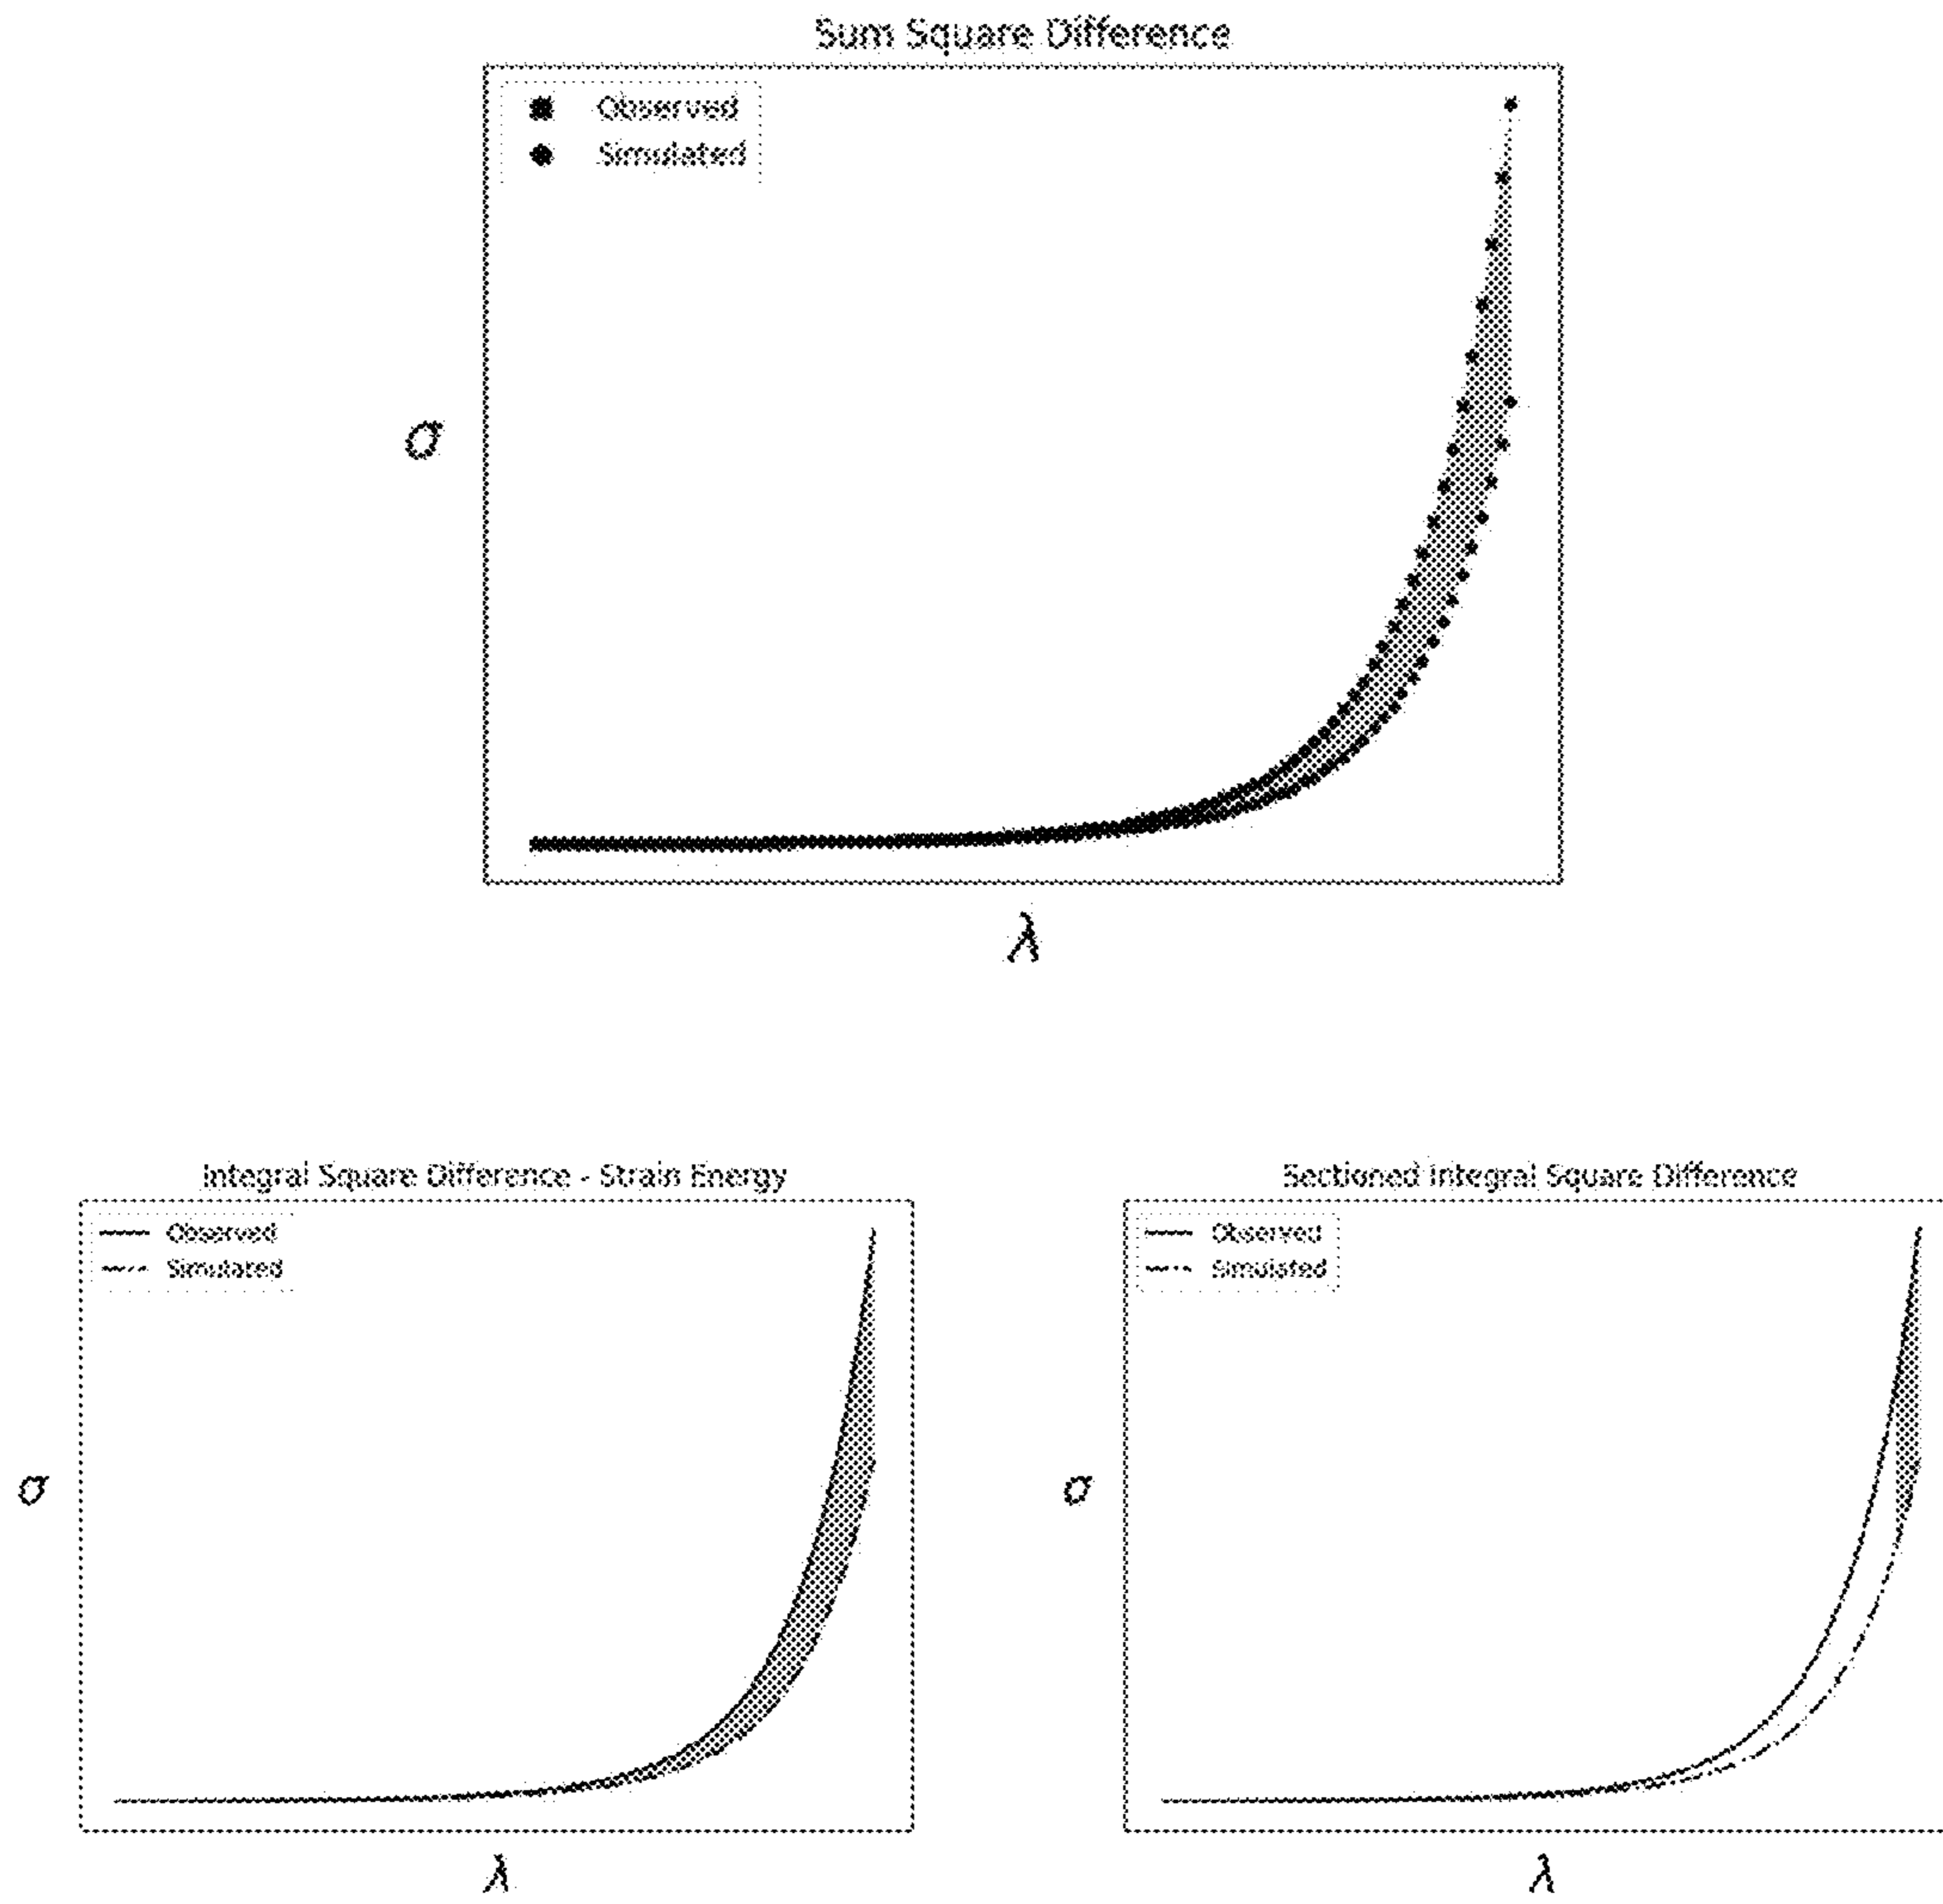 Sum Square Difference
Observed
Simulated
σ
λ
Integral Square Difference - Strain Energy
Observed
Simulated
σ
λ
Sectioned Integral Square Difference
Observed
Simulated
σ
λ